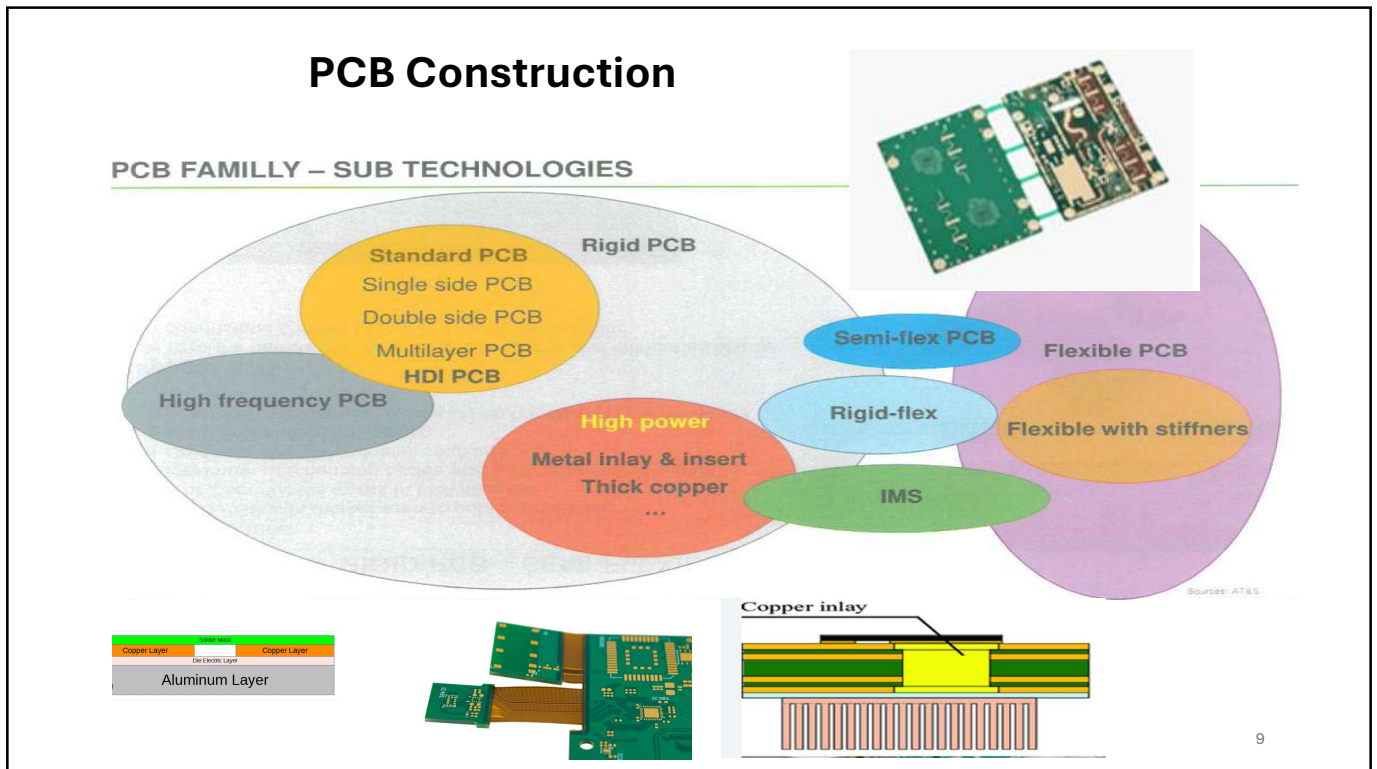 PCB Construction
PCB FAMILLY – SUB TECHNOLOGIES
Standard PCB
Single side PCB
Double side PCB
Multilayer PCB
HDI PCB
Rigid PCB
High frequency PCB
High power
Metal inlay & insert
Thick copper
...
Semi-flex PCB
Rigid-flex
IMS
Flexible PCB
Flexible with stiffners
Sources: AT&S
Solder Mask
Copper Layer
Copper Layer
Die Electric Layer
Aluminum Layer
Copper inlay
9